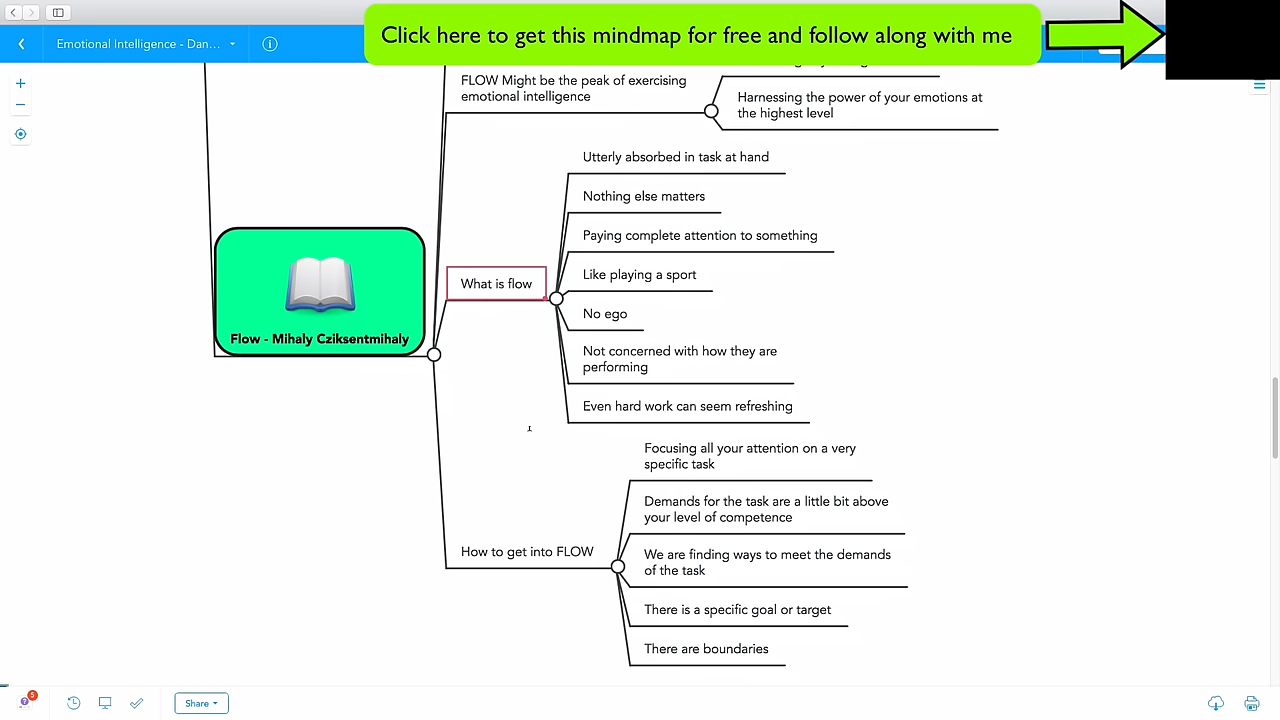 Click here to get this mindmap for free and follow along with me
Emotional Intelligence - Dan...
FLOW Might be the peak of exercising
emotional intelligence
Harnessing the power of your emotions at
the highest level
Utterly absorbed in task at hand
Nothing else matters
Paying complete attention to something
What is flow
Like playing a sport
No ego
Flow - Mihaly Cziksentmihaly
Not concerned with how they are
performing
Even hard work can seem refreshing
Focusing all your attention on a very
specific task
Demands for the task are a little bit above
your level of competence
How to get into FLOW
We are finding ways to meet the demands
of the task
There is a specific goal or target
There are boundaries
5
Share